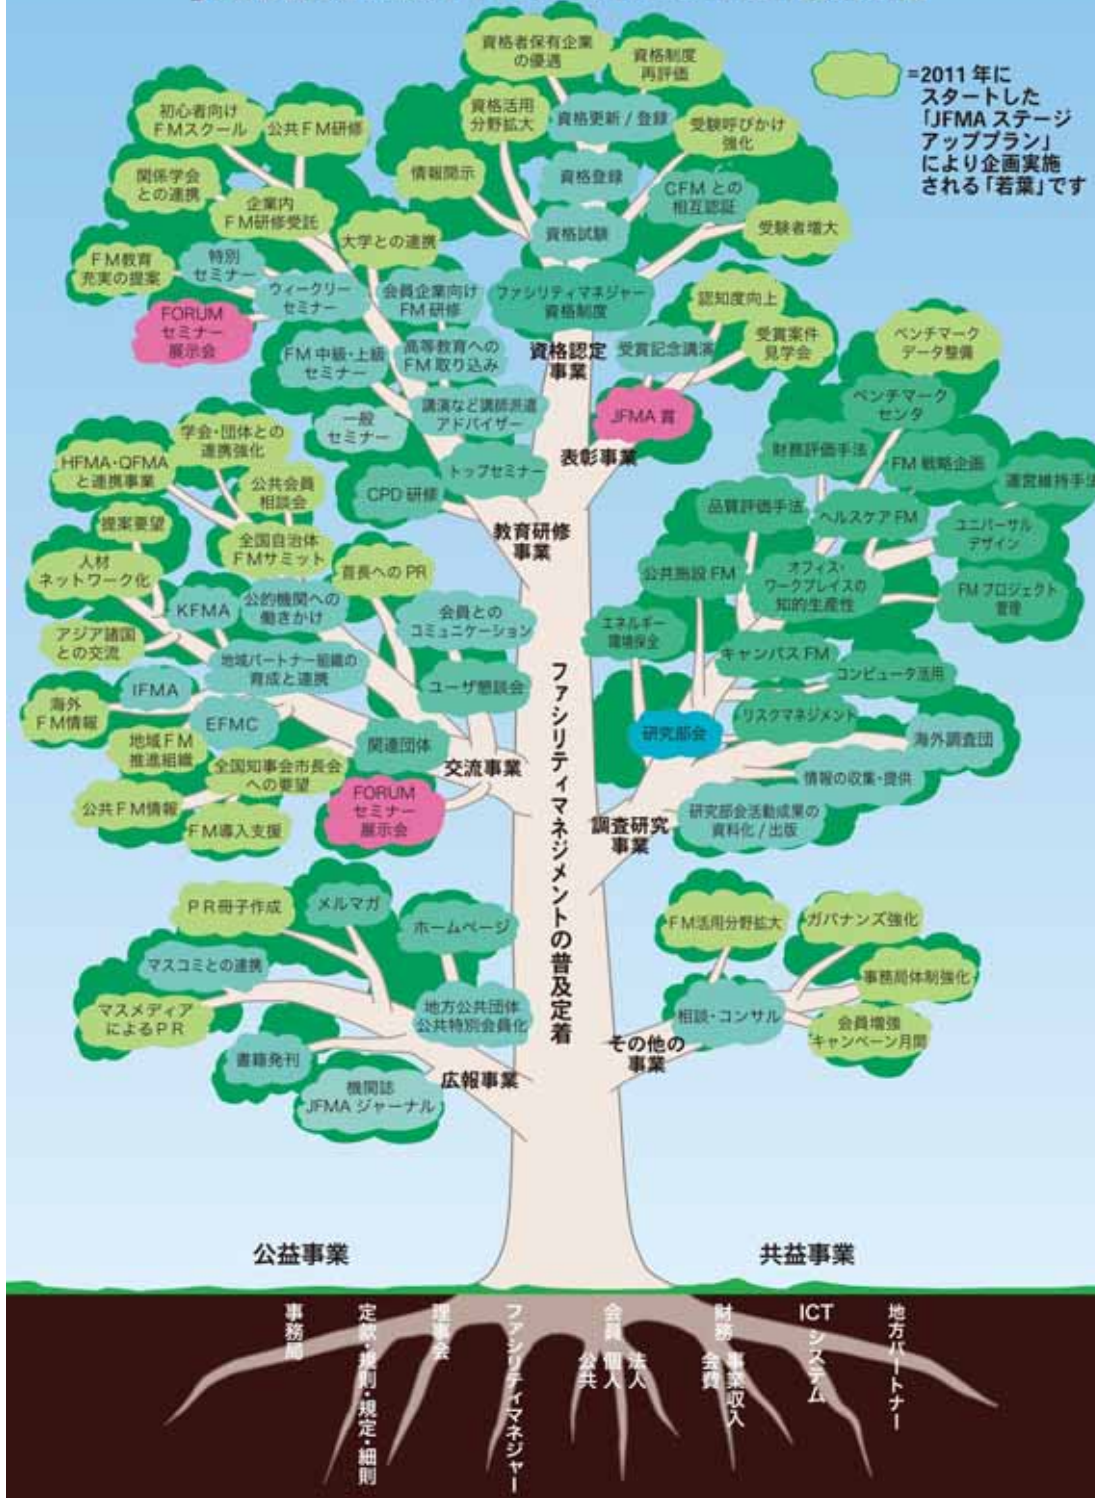 資格者保有企業
の優遇
資格制度
再評価
=2011 年に
スタートした
「JFMA ステージ
アッププラン」
により企画実施
される「若葉」です
初心者向け
FMスクール
公共FM研修
資格活用
分野拡大
資格更新 / 登録
受験呼びかけ
強化
関係学会
との連携
情報開示
資格登録
CFM との
相互認証
企業内
FM研修受託
大学との連携
資格試験
受験者増大
FM教育
充実の提案
特別
セミナー
ウィークリー
セミナー
会員企業向け
FM 研修
ファシリティマネジャー
資格制度
認知度向上
FORUM
セミナー
展示会
FM 中級・上級
セミナー
高等教育への
FM 取り込み
資格認定
事業
受賞記念講演
受賞案件
見学会
ベンチマーク
データ整備
一般
セミナー
講演など講師派遣
アドバイザー
JFMA 賞
ベンチマーク
センタ
学会・団体との
連携強化
HFMA・QFMA
と連携事業
トップセミナー
表彰事業
財務評価手法
FM 戦略企画
運営維持手法
公共会員
相談会
CPD 研修
品質評価手法
ヘルスケア FM
ユニバーサル
デザイン
提案要望
全国自治体
FMサミット
教育研修
事業
人材
ネットワーク化
首長へのPR
公共施設 FM
オフィス・
ワークプレイスの
知的生産性
FM プロジェクト
管理
KFMA
公的機関への
働きかけ
会員との
コミュニケーション
エネルギー
環境保全
アジア諸国
との交流
地域パートナー組織の
育成と連携
キャンパス FM
コンピュータ活用
IFMA
ユーザ懇談会
海外
FM情報
EFMC
リスクマネジメント
研究部会
海外調査団
地域FM
推進組織
関連団体
全国知事会市長会
への要望
交流事業
情報の収集・提供
公共FM情報
FORUM
セミナー
展示会
FM導入支援
研究部会活動成果の
資料化 / 出版
調査研究
事業
ファシリティマネジメントの普及定着
PR冊子作成
メルマガ
ホームページ
FM活用分野拡大
ガバナンズ強化
マスコミとの連携
事務局体制強化
マスメディア
によるPR
地方公共団体
公共特別会員化
相談・コンサル
会員増強
キャンペーン月間
書籍発刊
その他の
事業
機関誌
JFMA ジャーナル
広報事業
公益事業
共益事業
事務局
定款・規則・規定・細則
理事会
ファシリティマネジャー
会員
公共
個人
法人
財務
会費
事業収入
ICT システム
地方パートナー